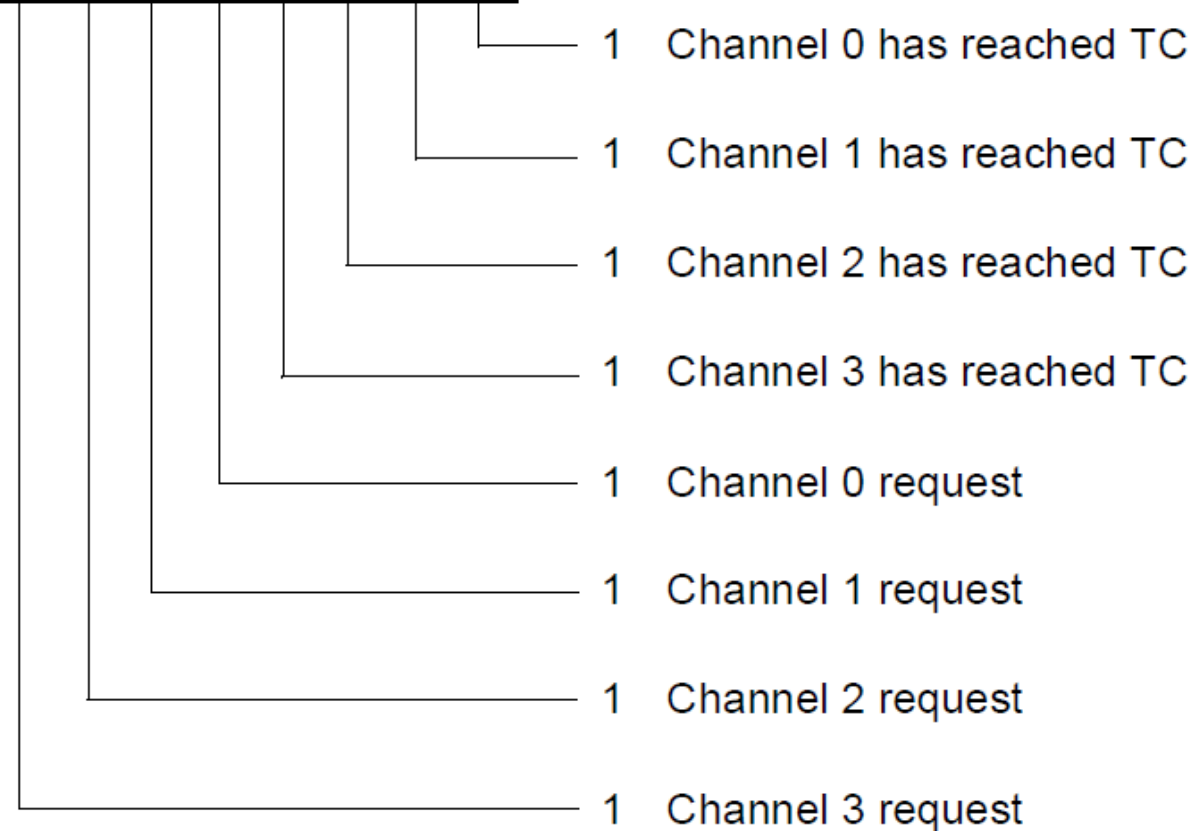 1 Channel 0 has reached TC
1 Channel 1 has reached TC
1 Channel 2 has reached TC
1 Channel 3 has reached TC
1 Channel 0 request
1 Channel 1 request
1 Channel 2 request
1 Channel 3 request